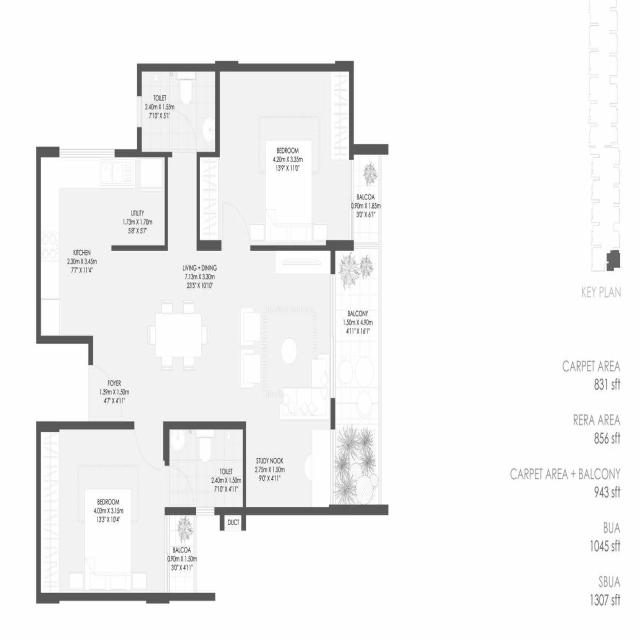 TOILET
2.40m X 1.55m
7'10" X 5'1"
BEDROOM
4.20m X 3.35m
13'9" X 11'0"
BALCOA
0.90m X 1.85m
3'0" X 6'1"
UTILITY
1.73m X 1.70m
5'8" X 5'7"
KITCHEN
2.30m X 3.45m
7'7" X 11'4"
LIVING + DINING
7.13m X 3.30m
23'5" X 10'10"
BALCONY
1.50m X 4.90m
4'11" X 16'1"
FOYER
1.39m X 1.50m
4'7" X 4'11"
STUDY NOOK
2.75m X 1.50m
9'0" X 4'11"
TOILET
2.40m X 1.50m
7'10" X 4'11"
BEDROOM
4.03m X 3.15m
13'3" X 10'4"
DUCT
BALCOA
0.90m X 1.50m
3'0" X 4'11"
KEY PLAN
CARPET AREA
831 sft
RERA AREA
856 sft
CARPET AREA + BALCONY
943 sft
BUA
1045 sft
SBUA
1307 sft